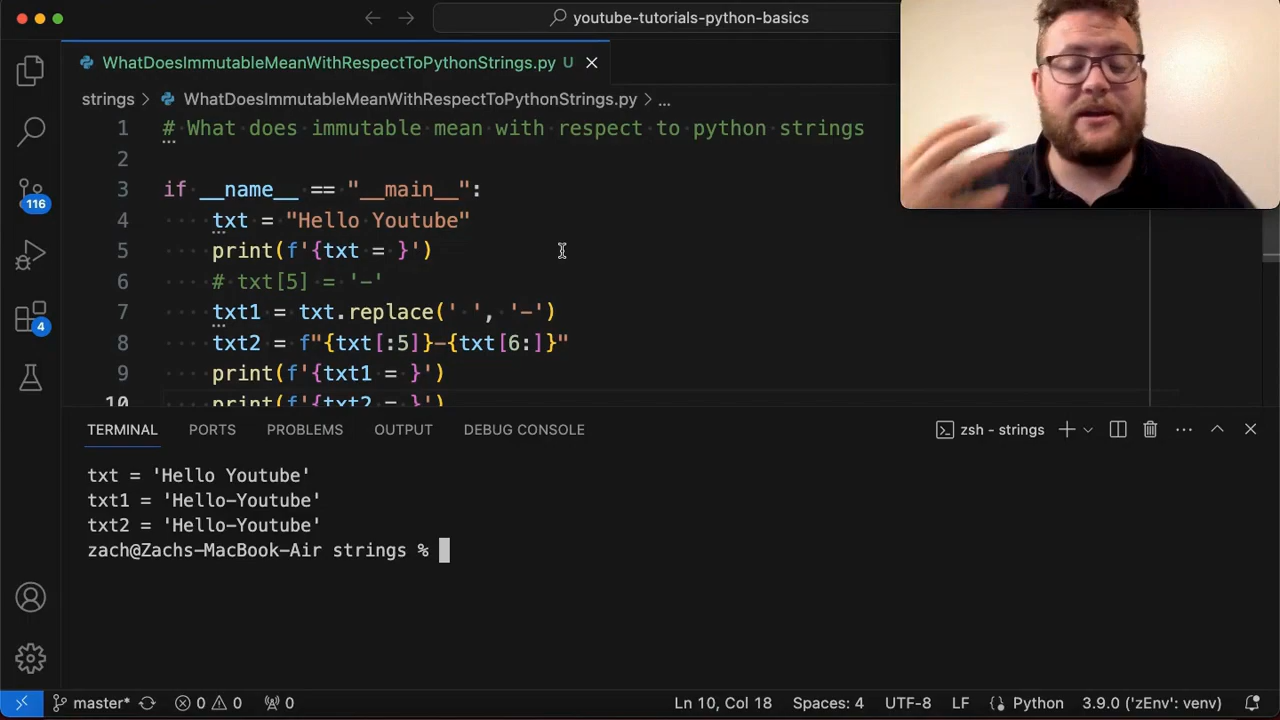 youtube-tutorials-python-basics
WhatDoesImmutableMeanWithRespectToPythonStrings.py U
strings > WhatDoesImmutableMeanWithRespectToPythonStrings.py > ...
1 # What does immutable mean with respect to python strings
2
3 if __name__ == "__main__":
4 txt = "Hello Youtube"
5 print(f'{txt = }')
6 # txt[5] = '-'
7 txt1 = txt.replace(' ', '-')
8 txt2 = f"{txt[:5]}-{txt[6:]}"
9 print(f'{txt1 = }')
10 print(f'{txt2 = }')
116
4
TERMINAL PORTS PROBLEMS OUTPUT DEBUG CONSOLE zsh - strings
txt = 'Hello Youtube'
txt1 = 'Hello-Youtube'
txt2 = 'Hello-Youtube'
zach@Zachs-MacBook-Air strings %
master* 0 0 0 Ln 10, Col 18 Spaces: 4 UTF-8 LF Python 3.9.0 ('zEnv': venv)